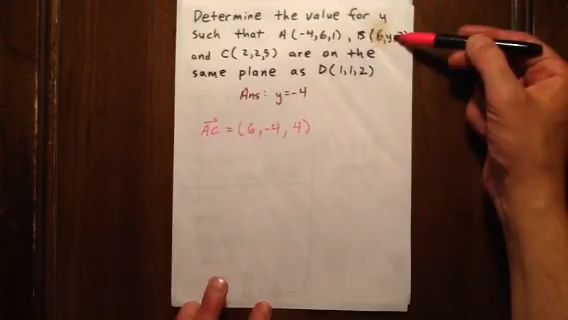 Determine the value for y
such that A(-4,6,1), B(6,y,
and C(2,2,5) are on the
same plane as D(1,1,2)
Ans: y=-4
AC = (6,-4, 4)